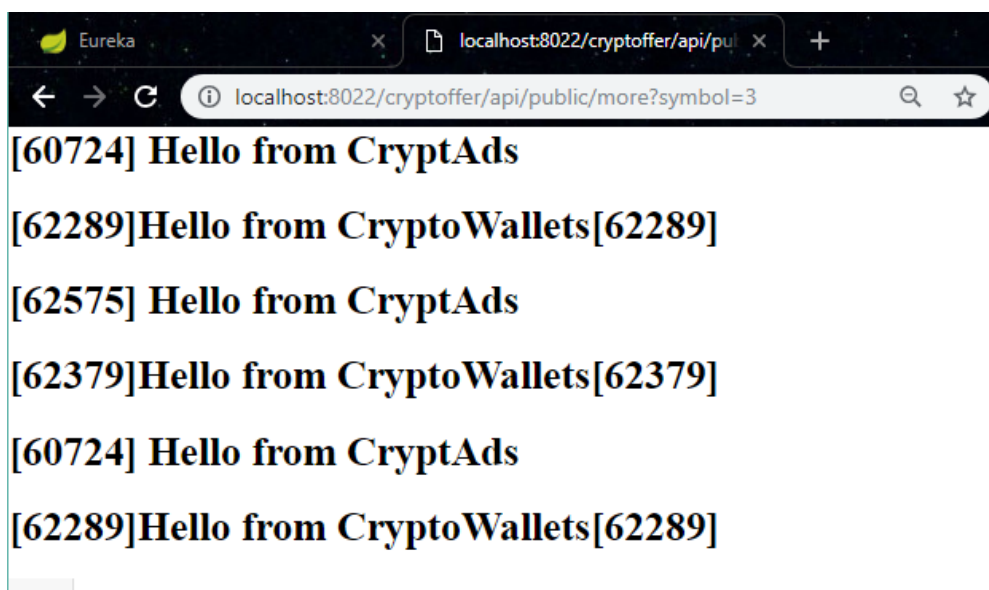 Eureka
localhost:8022/cryptoffer/api/pul
localhost:8022/cryptoffer/api/public/more?symbol=3
[60724] Hello from CryptAds
[62289]Hello from CryptoWallets[62289]
[62575] Hello from CryptAds
[62379]Hello from CryptoWallets[62379]
[60724] Hello from CryptAds
[62289]Hello from CryptoWallets[62289]